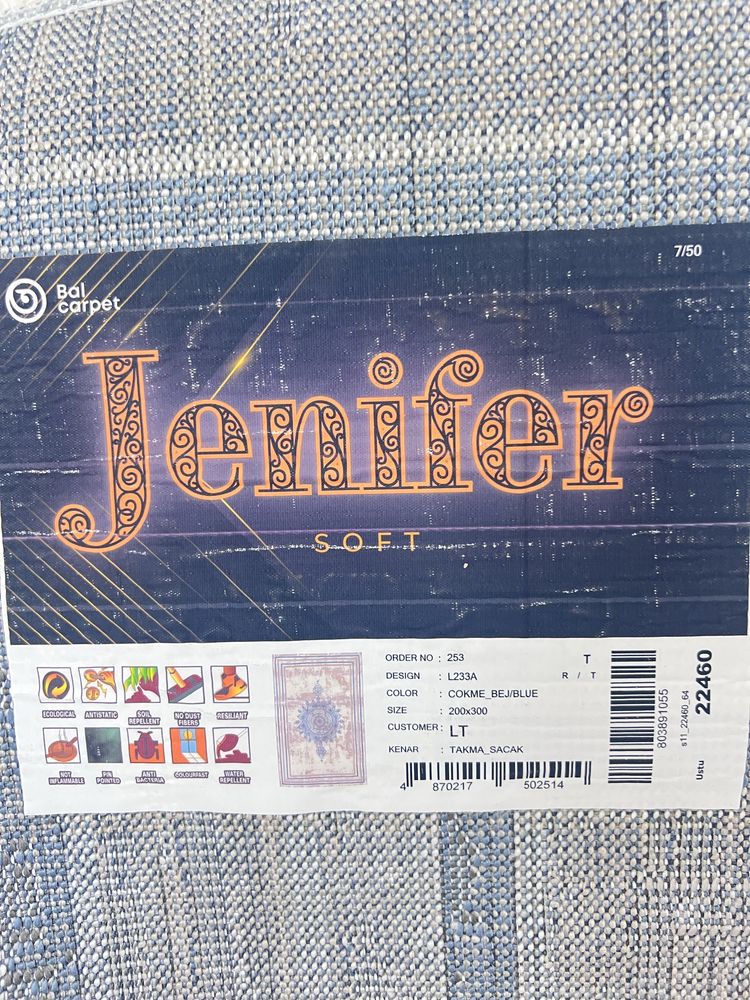 7/50
Bal
carpet
Jenifer
SOFT
ECOLOGICAL
ANTISTATIC
SOIL
REPELLENT
NO DUST
FIBERS
RESILIANT
NOT
INFLAMMABLE
PIN
POINTED
ANTI
BACTERIA
COLOURFAST
WATER
REPELLENT
ORDER NO : 253 T
DESIGN : L233A R / T
COLOR : COKME_BEJ/BLUE
SIZE : 200x300
CUSTOMER : LT
KENAR : TAKMA_SACAK
4 870217 502514
803891055
s11_22460_64
22460
Ustu